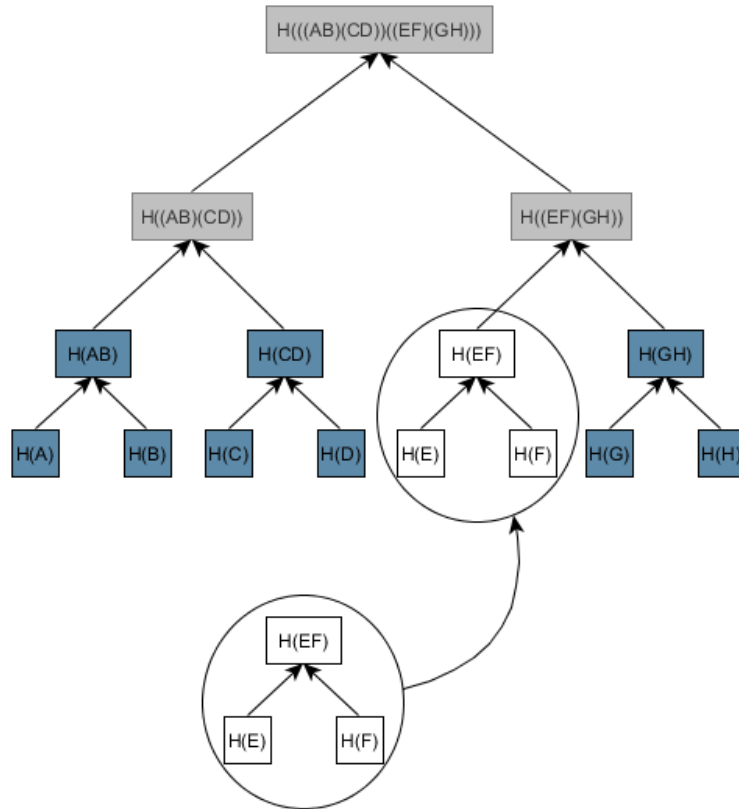 H(((AB)(CD))((EF)(GH)))
H((AB)(CD))
H((EF)(GH))
H(AB)
H(CD)
H(EF)
H(GH)
H(A)
H(B)
H(C)
H(D)
H(E)
H(F)
H(G)
H(H)
H(EF)
H(E)
H(F)